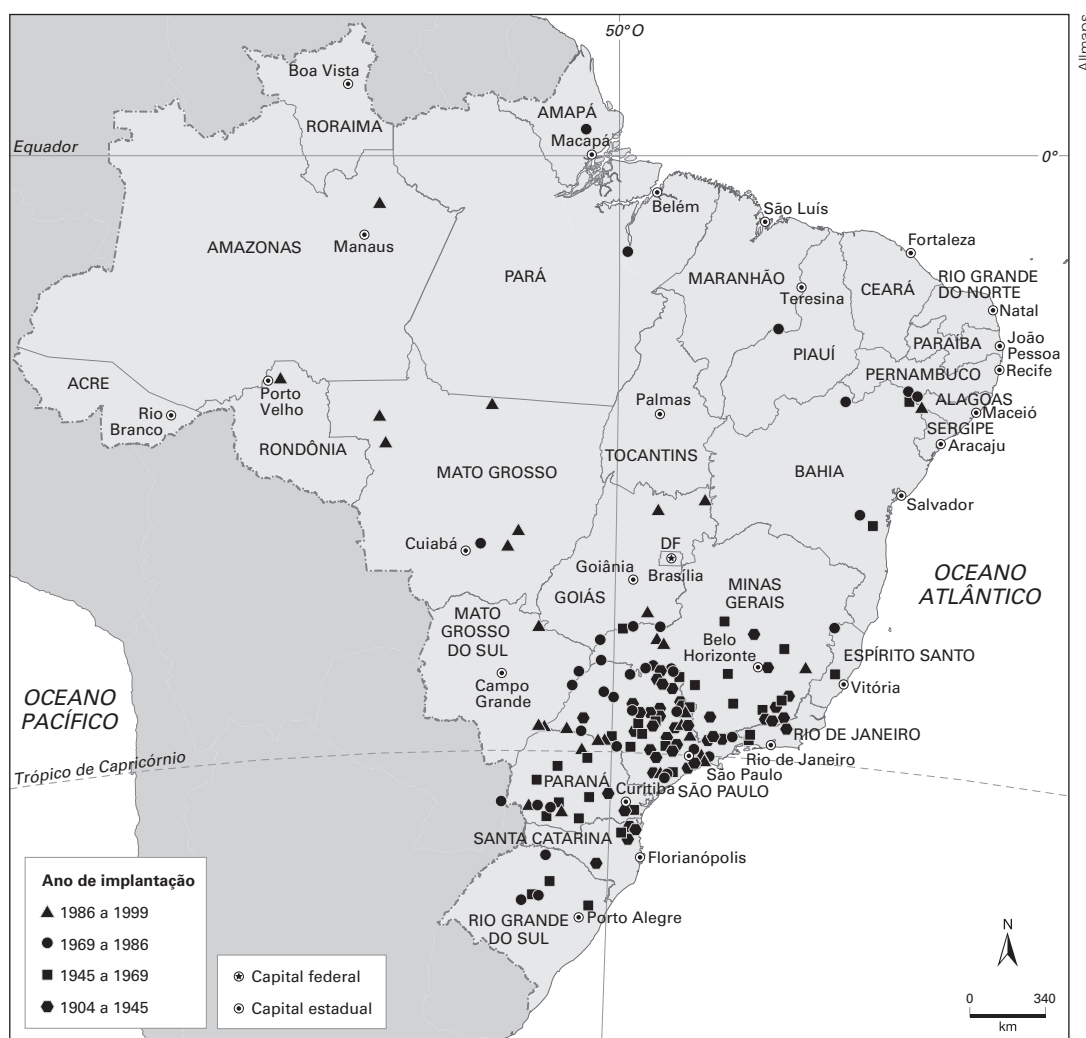 Allmaps
50°O
Boa Vista
RORAIMA
AMAPÁ
Macapá
Equador
0°
Belém
São Luís
Fortaleza
AMAZONAS
Manaus
PARÁ
MARANHÃO
Teresina
CEARÁ
RIO GRANDE
DO NORTE
Natal
PARAÍBA
João
Pessoa
PIAUÍ
PERNAMBUCO
Recife
ACRE
Rio
Branco
Porto
Velho
RONDÔNIA
Palmas
TOCANTINS
ALAGOAS
Maceió
SERGIPE
Aracaju
MATO GROSSO
BAHIA
Salvador
Cuiabá
DF
Goiânia
Brasília
GOIÁS
MINAS
GERAIS
OCEANO
ATLÂNTICO
MATO
GROSSO
DO SUL
Campo
Grande
Belo
Horizonte
ESPÍRITO SANTO
Vitória
OCEANO
PACÍFICO
RIO DE JANEIRO
Rio de Janeiro
Trópico de Capricórnio
São Paulo
SÃO PAULO
PARANÁ
Curitiba
SANTA CATARINA
Florianópolis
RIO GRANDE
DO SUL
Porto Alegre
Ano de implantação
1986 a 1999
1969 a 1986
1945 a 1969
1904 a 1945
Capital federal
Capital estadual
N
0 340
km